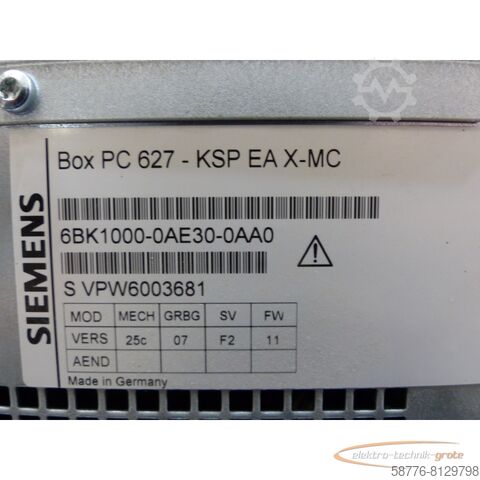 Box PC 627 - KSP EA X-MC
6BK1000-0AE30-0AA0
S VPW6003681
SIEMENS
MOD MECH GRBG SV FW
VERS 25c 07 F2 11
AEND
Made in Germany
elektro-technik-grote
58776-8129798